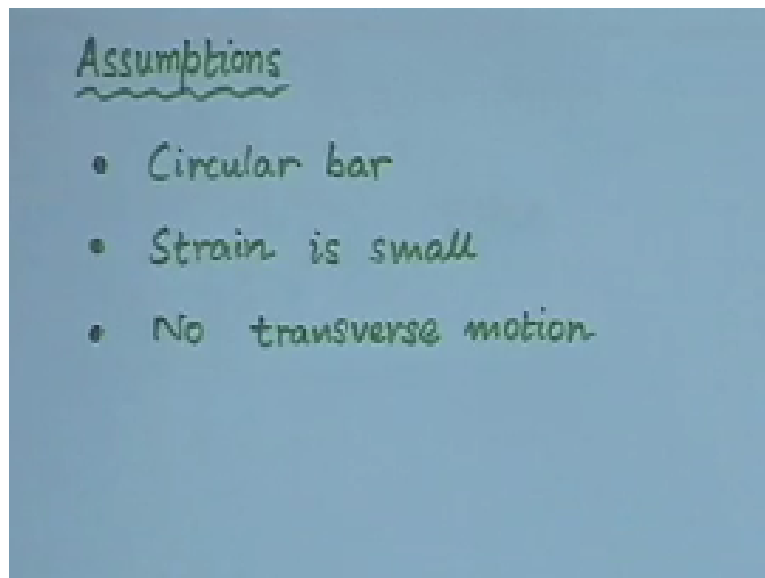 Assumptions
• Circular bar
• Strain is small
• No transverse motion